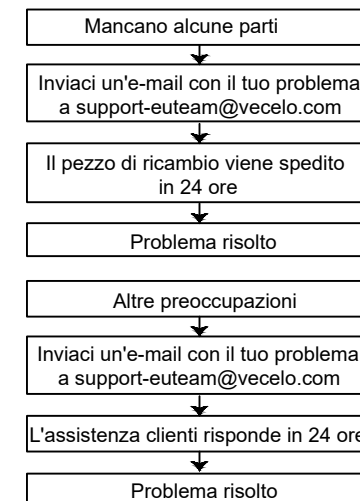 Mancano alcune parti
Inviaci un'e-mail con il tuo problema
a support-euteam@vecelo.com
Il pezzo di ricambio viene spedito
in 24 ore
Problema risolto
Altre preoccupazioni
Inviaci un'e-mail con il tuo problema
a support-euteam@vecelo.com
L'assistenza clienti risponde in 24 ore
Problema risolto